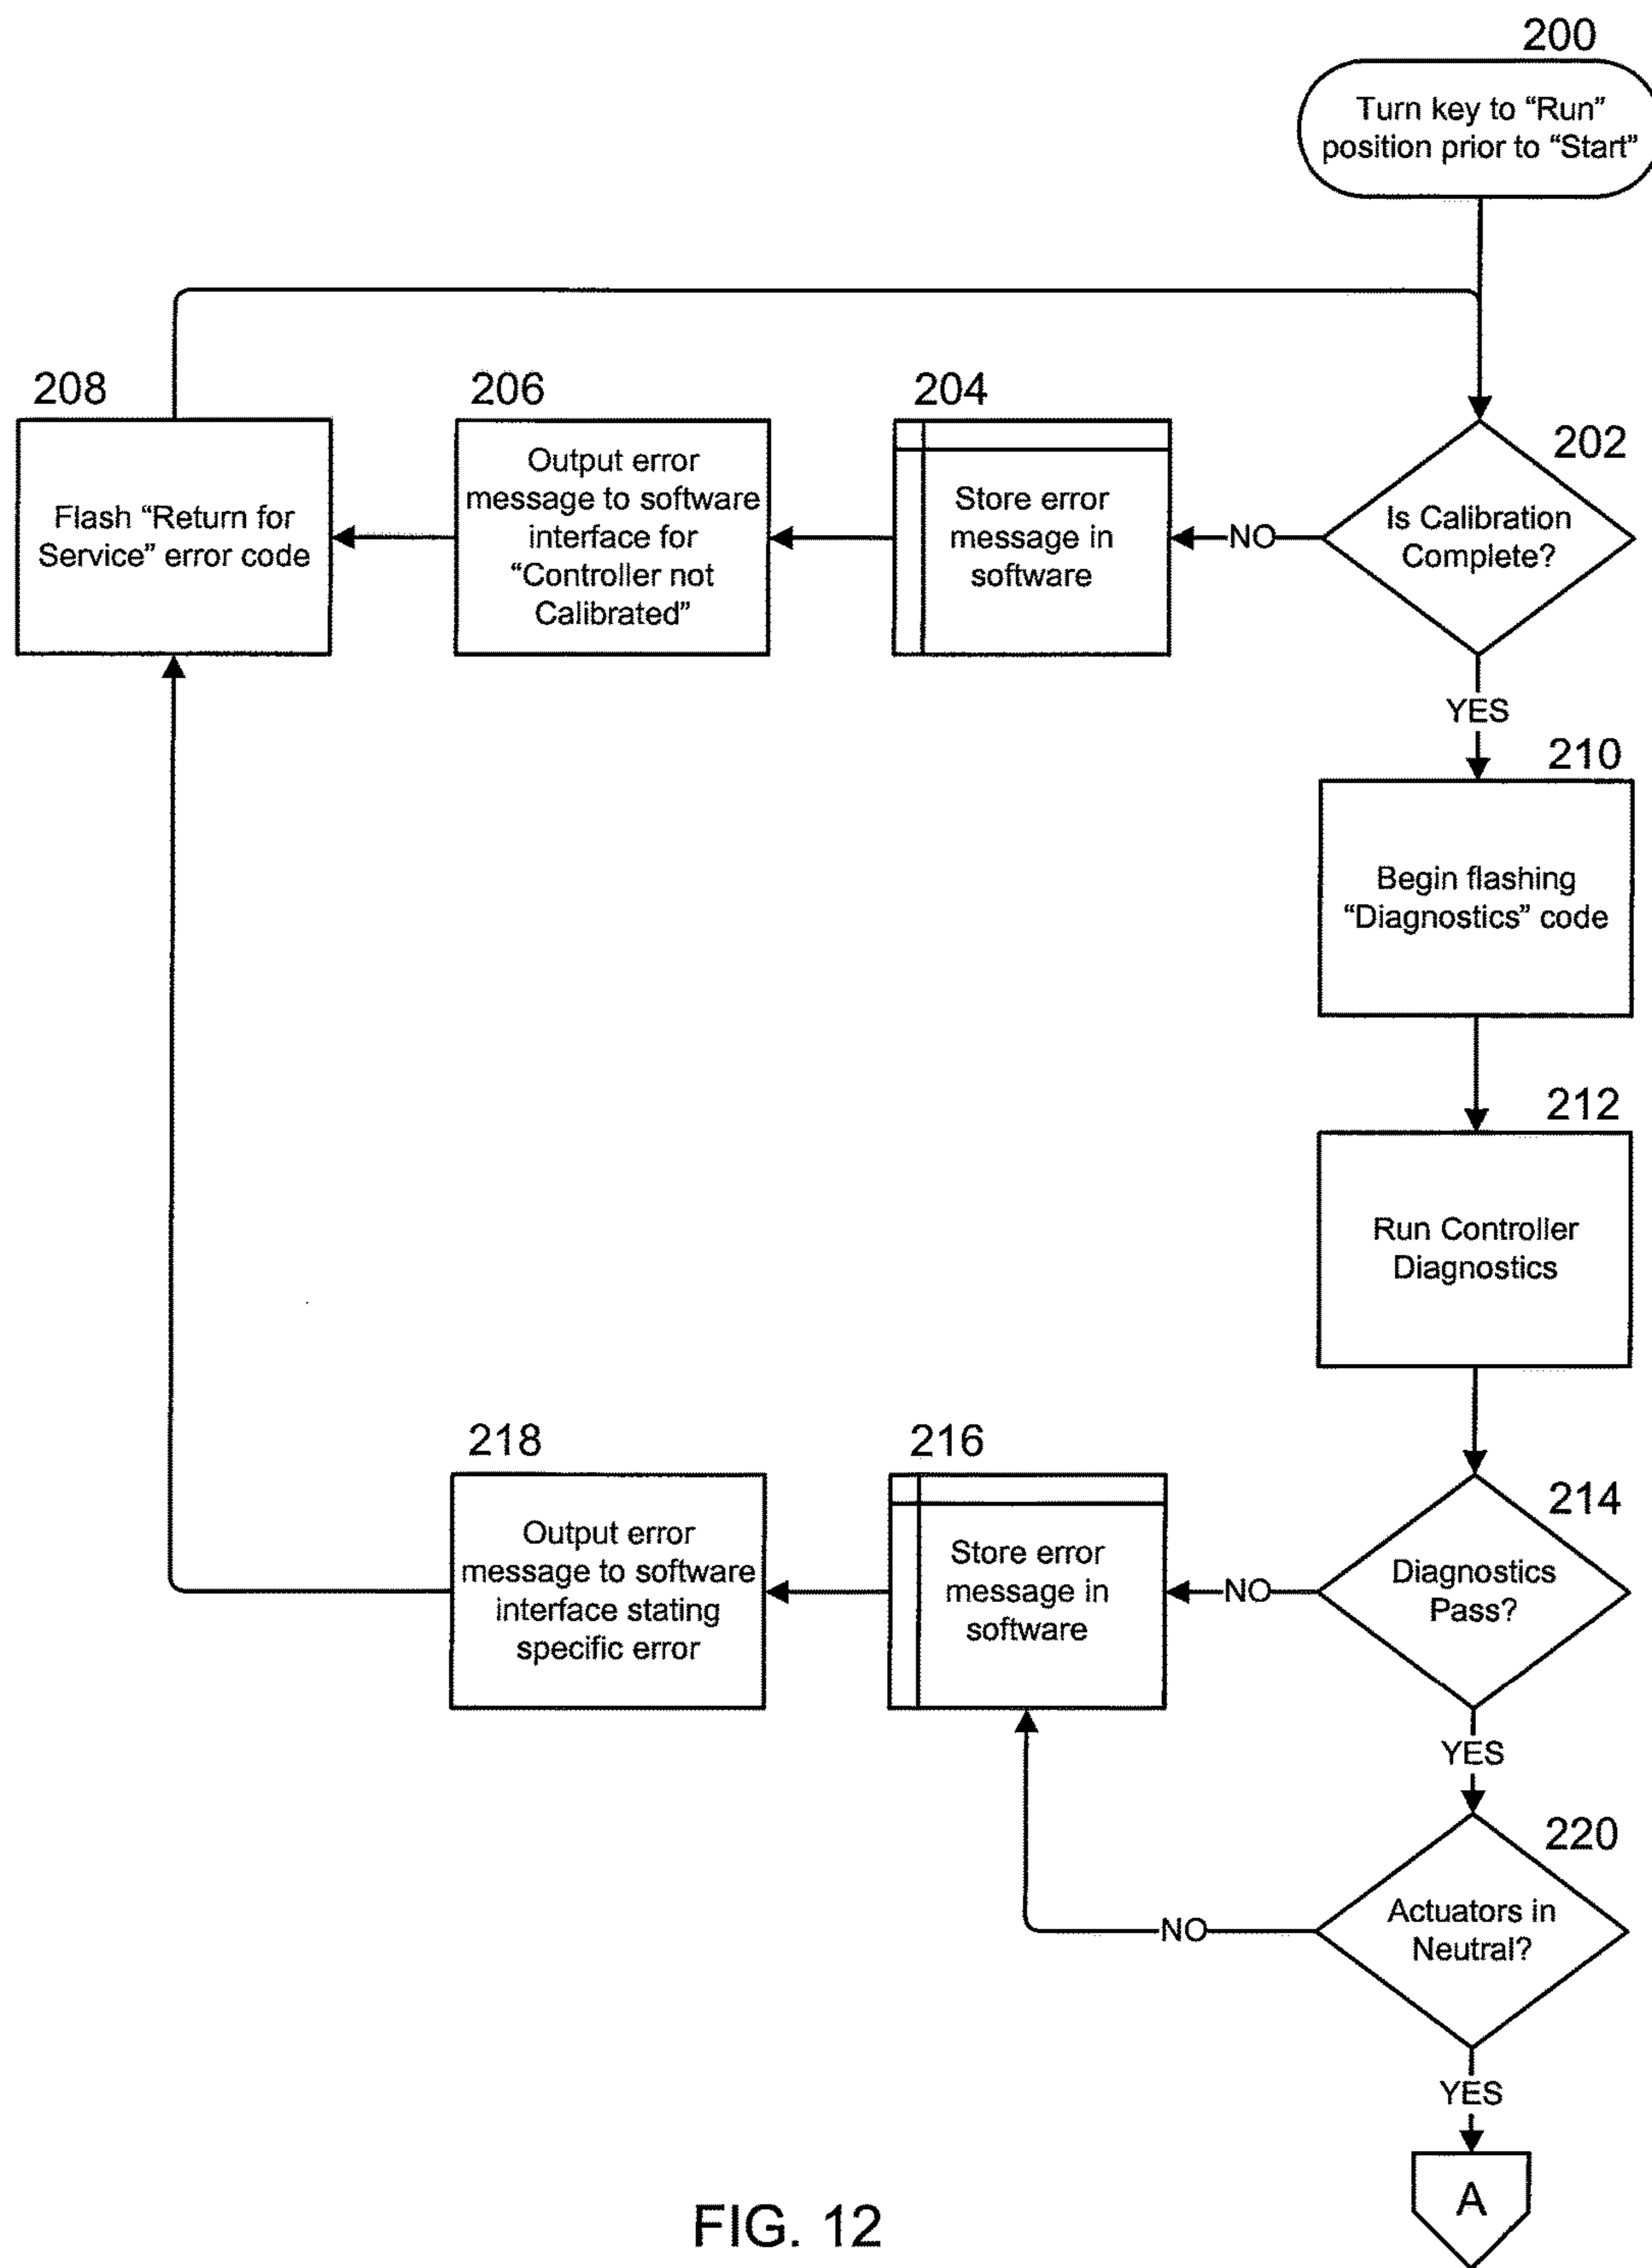 200
Turn key to “Run”
position prior to “Start”
208
Flash “Return for
Service” error code
206
Output error
message to software
interface for
“Controller not
Calibrated”
204
Store error
message in
software
NO
202
Is Calibration
Complete?
YES
210
Begin flashing
“Diagnostics” code
212
Run Controller
Diagnostics
218
Output error
message to software
interface stating
specific error
216
Store error
message in
software
NO
214
Diagnostics
Pass?
YES
220
Actuators in
Neutral?
NO
YES
A
FIG. 12